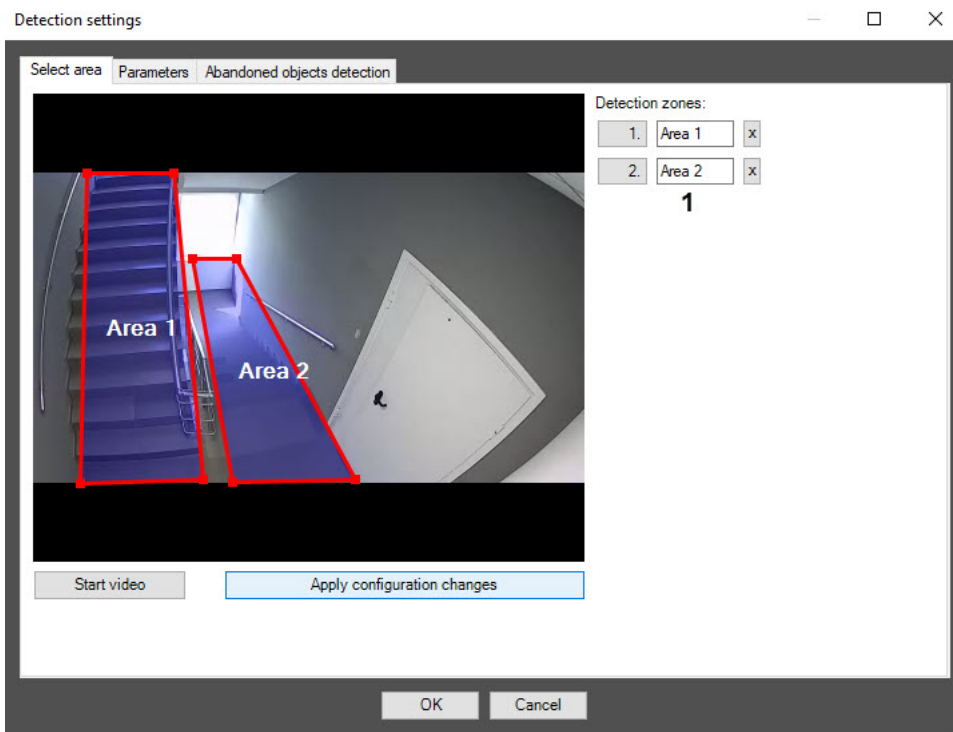 Detection settings
Select area Parameters Abandoned objects detection
Detection zones:
1. Area 1 x
2. Area 2 x
1
Area 1
Area 2
Start video Apply configuration changes
OK Cancel